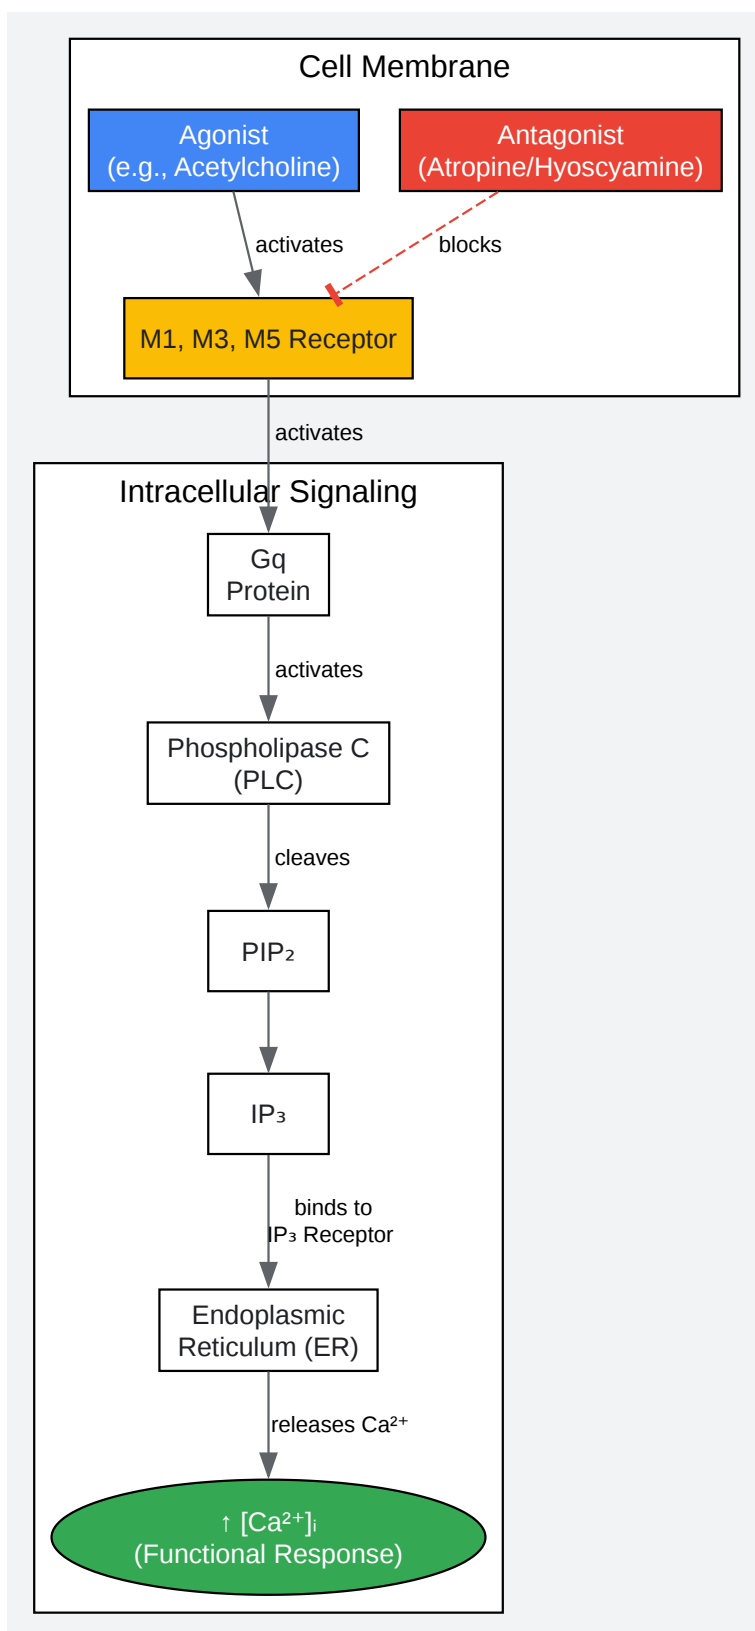 Cell Membrane
Agonist
(e.g., Acetylcholine)
Antagonist
(Atropine/Hyoscyamine)
activates
blocks
M1, M3, M5 Receptor
activates
Intracellular Signaling
Gq
Protein
activates
Phospholipase C
(PLC)
cleaves
PIP₂
IP₃
binds to
IP₃ Receptor
Endoplasmic
Reticulum (ER)
releases Ca²⁺
↑ [Ca²⁺]ᵢ
(Functional Response)